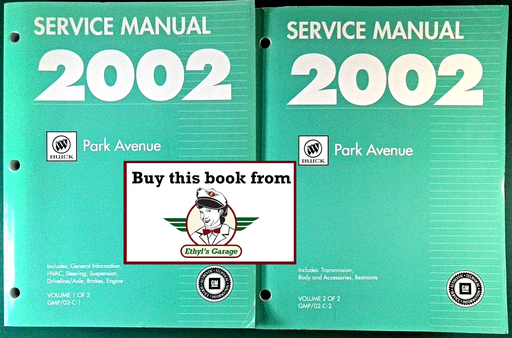 SERVICE MANUAL
2002
BUICK
Park Avenue
Includes: General Information,
HVAC, Steering, Suspension,
Driveline/Axle, Brakes, Engine
VOLUME 1 OF 2
GMP/02-C-1
GM
SERVICE MANUAL
2002
BUICK
Park Avenue
Includes: Transmission,
Body and Accessories, Restraints
VOLUME 2 OF 2
GMP/02-C-2
GM
Buy this book from
Ethyl's Garage